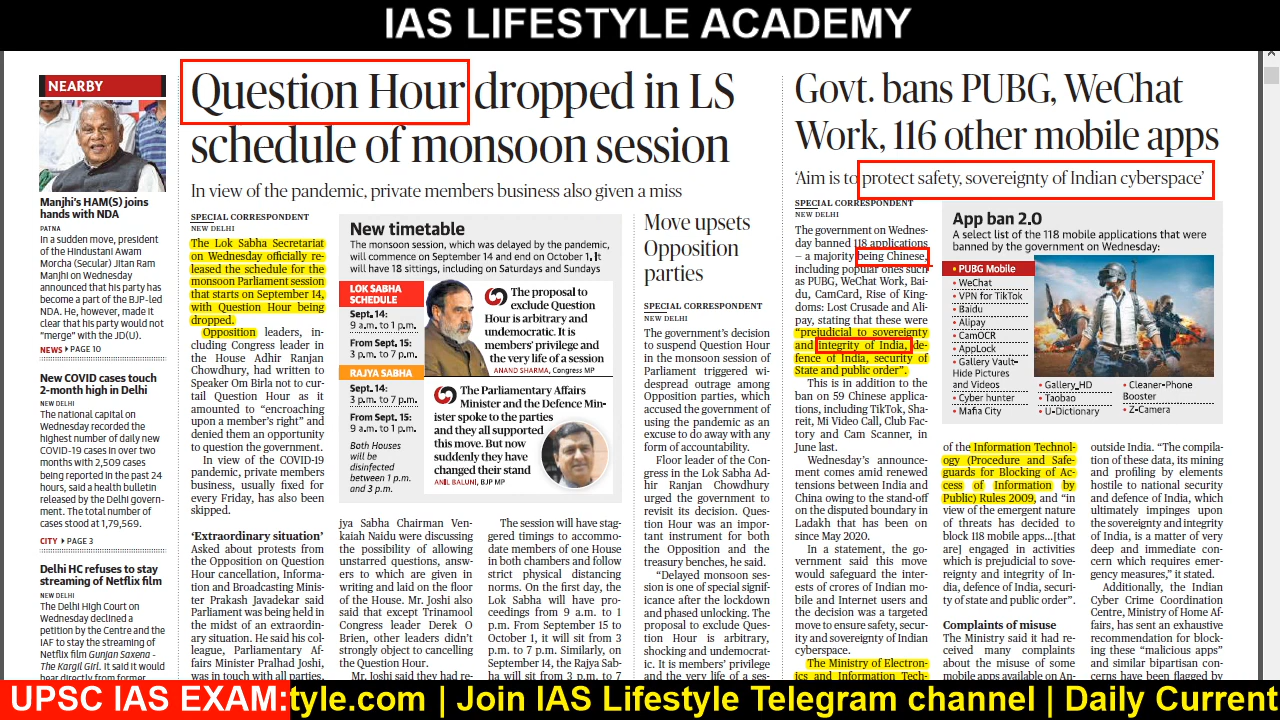 IAS LIFESTYLE ACADEMY
NEARBY
Manjhi's HAM(S) joins
hands with NDA
PATNA
In a sudden move, president
of the Hindustani Awam
Morcha (Secular) Jitan Ram
Manjhi on Wednesday
announced that his party has
become a part of the BJP-led
NDA. He, however, made it
clear that his party would not
"merge" with the JD(U).
NEWS PAGE 10
New COVID cases touch
2-month high in Delhi
NEW DELHI
The national capital on
Wednesday recorded the
highest number of daily new
COVID-19 cases in over two
months with 2,509 cases
being reported in the past 24
hours, said a health bulletin
released by the Delhi govern-
ment. The total number of
cases stood at 1,79,569.
CITY PAGE 3
Delhi HC refuses to stay
streaming of Netflix film
NEW DELHI
The Delhi High Court on
Wednesday declined a
petition by the Centre and the
IAF to stay the streaming of
Netflix film Gunjan Saxena -
The Kargil Girl. It said it would
hear directly from former
Question Hour dropped in LS
schedule of monsoon session
In view of the pandemic, private members business also given a miss
SPECIAL CORRESPONDENT
NEW DELHI
The Lok Sabha Secretariat
on Wednesday officially re-
leased the schedule for the
monsoon Parliament session
that starts on September 14,
with Question Hour being
dropped.
Opposition leaders, in-
cluding Congress leader in
the House Adhir Ranjan
Chowdhury, had written to
Speaker Om Birla not to cur-
tail Question Hour as it
amounted to "encroaching
upon a member's right" and
denied them an opportunity
to question the government.
In view of the COVID-19
pandemic, private members
business, usually fixed for
every Friday, has also been
skipped.
'Extraordinary situation'
Asked about protests from
the Opposition on Question
Hour cancellation, Informa-
tion and Broadcasting Minis-
ter Prakash Javadekar said
Parliament was being held in
the midst of an extraordin-
ary situation. He said his col-
league, Parliamentary Af-
fairs Minister Pralhad Joshi,
was in touch with all parties.
New timetable
The monsoon session, which was delayed by the pandemic,
will commence on September 14 and end on October 1. It
will have 18 sittings, including on Saturdays and Sundays
LOK SABHA
SCHEDULE
Sept. 14:
9 a.m. to 1 p.m.
From Sept. 15:
3 p.m. to 7 p.m.
RAJYA SABHA
Sept. 14:
3 p.m. to 7 p.m.
From Sept. 15:
9 a.m. to 1 p.m.
Both Houses
will be
disinfected
between 1 p.m.
and 3 p.m.
The proposal to
exclude Question
Hour is arbitrary and
undemocratic. It is
members' privilege and
the very life of a session
ANAND SHARMA, Congress MP
The Parliamentary Affairs
Minister and the Defence Min-
ister spoke to the parties
and they all supported
this move. But now
suddenly they have
changed their stand
ANIL BALUNI, BJP MP
jya Sabha Chairman Ven-
kaiah Naidu were discussing
the possibility of allowing
unstarred questions, answ-
ers to which are given in
writing and laid on the floor
of the House. Mr. Joshi also
said that except Trinamool
Congress leader Derek O
Brien, other leaders didn't
strongly object to cancelling
the Question Hour.
Mr. Joshi said they had re-
The session will have stag-
gered timings to accommo-
date members of one House
in both chambers and follow
strict physical distancing
norms. On the first day, the
Lok Sabha will have pro-
ceedings from 9 a.m. to 1
p.m. From September 15 to
October 1, it will sit from 3
p.m. to 7 p.m. Similarly, on
September 14, the Rajya Sab-
ha will sit from 3 p.m. to 7
Move upsets
Opposition
parties
SPECIAL CORRESPONDENT
NEW DELHI
The government's decision
to suspend Question Hour
in the monsoon session of
Parliament triggered wi-
despread outrage among
Opposition parties, which
accused the government of
using the pandemic as an
excuse to do away with any
form of accountability.
Floor leader of the Con-
gress in the Lok Sabha Ad-
hir Ranjan Chowdhury
urged the government to
revisit its decision. Ques-
tion Hour was an impor-
tant instrument for both
the Opposition and the
treasury benches, he said.
"Delayed monsoon ses-
sion is one of special signif-
icance after the lockdown
and phased unlocking. The
proposal to exclude Ques-
tion Hour is arbitrary,
shocking and undemocrat-
ic. It is members' privilege
and the very life of a ses-
Govt. bans PUBG, WeChat
Work, 116 other mobile apps
'Aim is to protect safety, sovereignty of Indian cyberspace'
SPECIAL CORRESPONDENT
NEW DELHI
The government on Wednes-
day banned 118 applications
– a majority being Chinese,
including popular ones such
as PUBG, WeChat Work, Bai-
du, CamCard, Rise of King-
doms: Lost Crusade and Ali-
pay, stating that these were
"prejudicial to sovereignty
and integrity of India, de-
fence of India, security of
State and public order".
This is in addition to the
ban on 59 Chinese applica-
tions, including TikTok, Sha-
reit, Mi Video Call, Club Fac-
tory and Cam Scanner, in
June last.
Wednesday's announce-
ment comes amid renewed
tensions between India and
China owing to the stand-off
on the disputed boundary in
Ladakh that has been on
since May 2020.
In a statement, the go-
vernment said this move
would safeguard the inter-
ests of crores of Indian mo-
bile and Internet users and
the decision was a targeted
move to ensure safety, secur-
ity and sovereignty of Indian
cyberspace.
The Ministry of Electron-
ics and Information Tech-
App ban 2.0
A select list of the 118 mobile applications that were
banned by the government on Wednesday:
• PUBG Mobile
• WeChat
• VPN for TikTok
• Baidu
• Alipay
• CamOCR
• AppLock
• Gallery Vault-
Hide Pictures
and Videos
• Cyber hunter
• Mafia City
• Gallery HD
• Taobao
• U-Dictionary
• Cleaner-Phone
Booster
• Z-Camera
of the Information Technol-
ogy (Procedure and Safe-
guards for Blocking of Ac-
cess of Information by
Public) Rules 2009, and "in
view of the emergent nature
of threats has decided to
block 118 mobile apps...[that
are] engaged in activities
which is prejudicial to sove-
reignty and integrity of In-
dia, defence of India, securi-
ty of state and public order".
Complaints of misuse
The Ministry said it had re-
ceived many complaints
about the misuse of some
mobile apps available on An-
outside India. "The compila-
tion of these data, its mining
and profiling by elements
hostile to national security
and defence of India, which
ultimately impinges upon
the sovereignty and integrity
of India, is a matter of very
deep and immediate con-
cern which requires emer-
gency measures," it stated.
Additionally, the Indian
Cyber Crime Coordination
Centre, Ministry of Home Af-
fairs, has sent an exhaustive
recommendation for block-
ing these "malicious apps"
and similar bipartisan con-
cerns have been flagged by
UPSC IAS EXAM: tyle.com | Join IAS Lifestyle Telegram channel | Daily Current